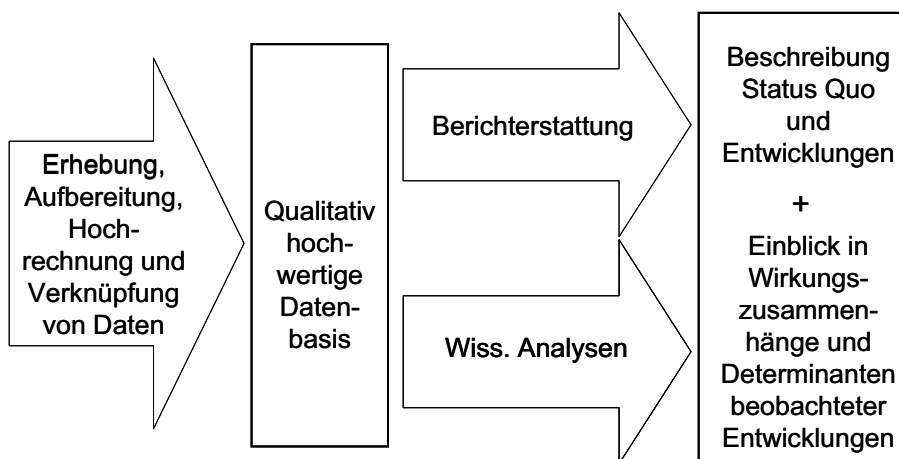 Erhebung,
Aufbereitung,
Hoch-
rechnung und
Verknüpfung
von Daten
Qualitativ
hoch-
wertige
Daten-
basis
Berichterstattung
Wiss. Analysen
Beschreibung
Status Quo
und
Entwicklungen
+
Einblick in
Wirkungs-
zusammen-
hänge und
Determinanten
beobachteter
Entwicklungen